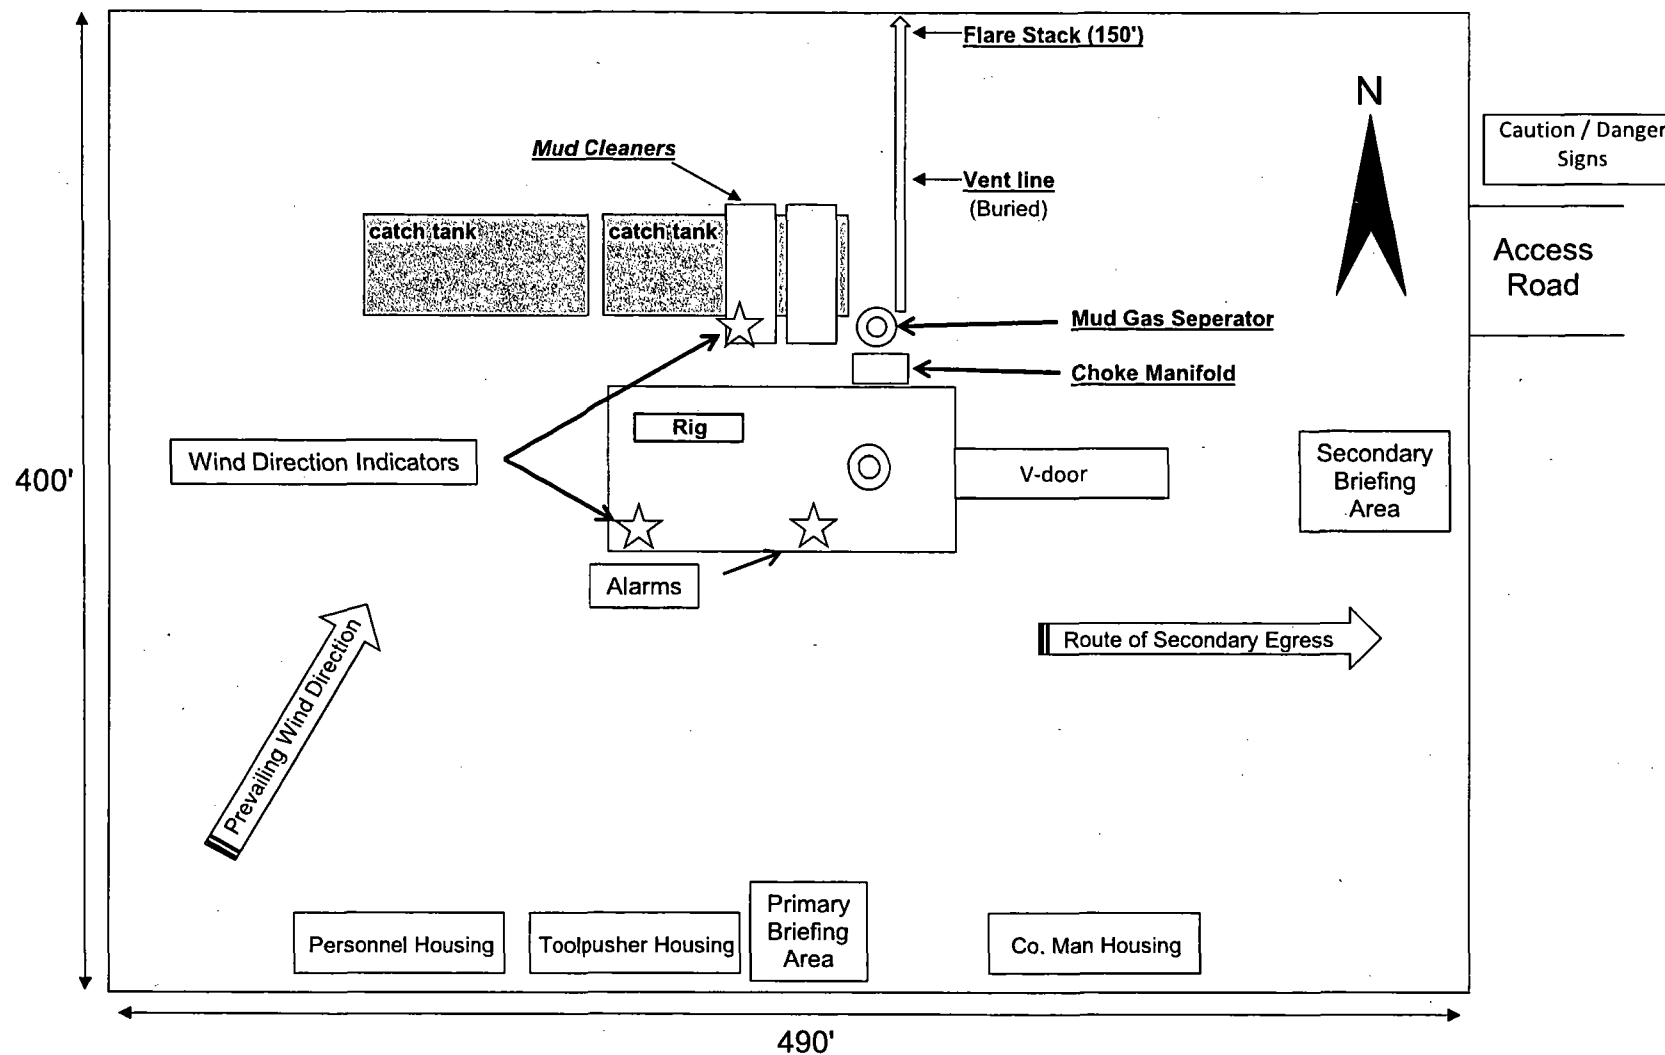 Flare Stack (150')
N
Caution / Danger
Signs
Mud Cleaners
Vent line
(Buried)
catch tank
catch tank
Access
Road
Mud Gas Seperator
Choke Manifold
Rig
Wind Direction Indicators
V-door
Secondary
Briefing
Area
400'
Alarms
Prevailing Wind Direction
Route of Secondary Egress
Primary
Briefing
Area
Personnel Housing
Toolpusher Housing
Co. Man Housing
490'